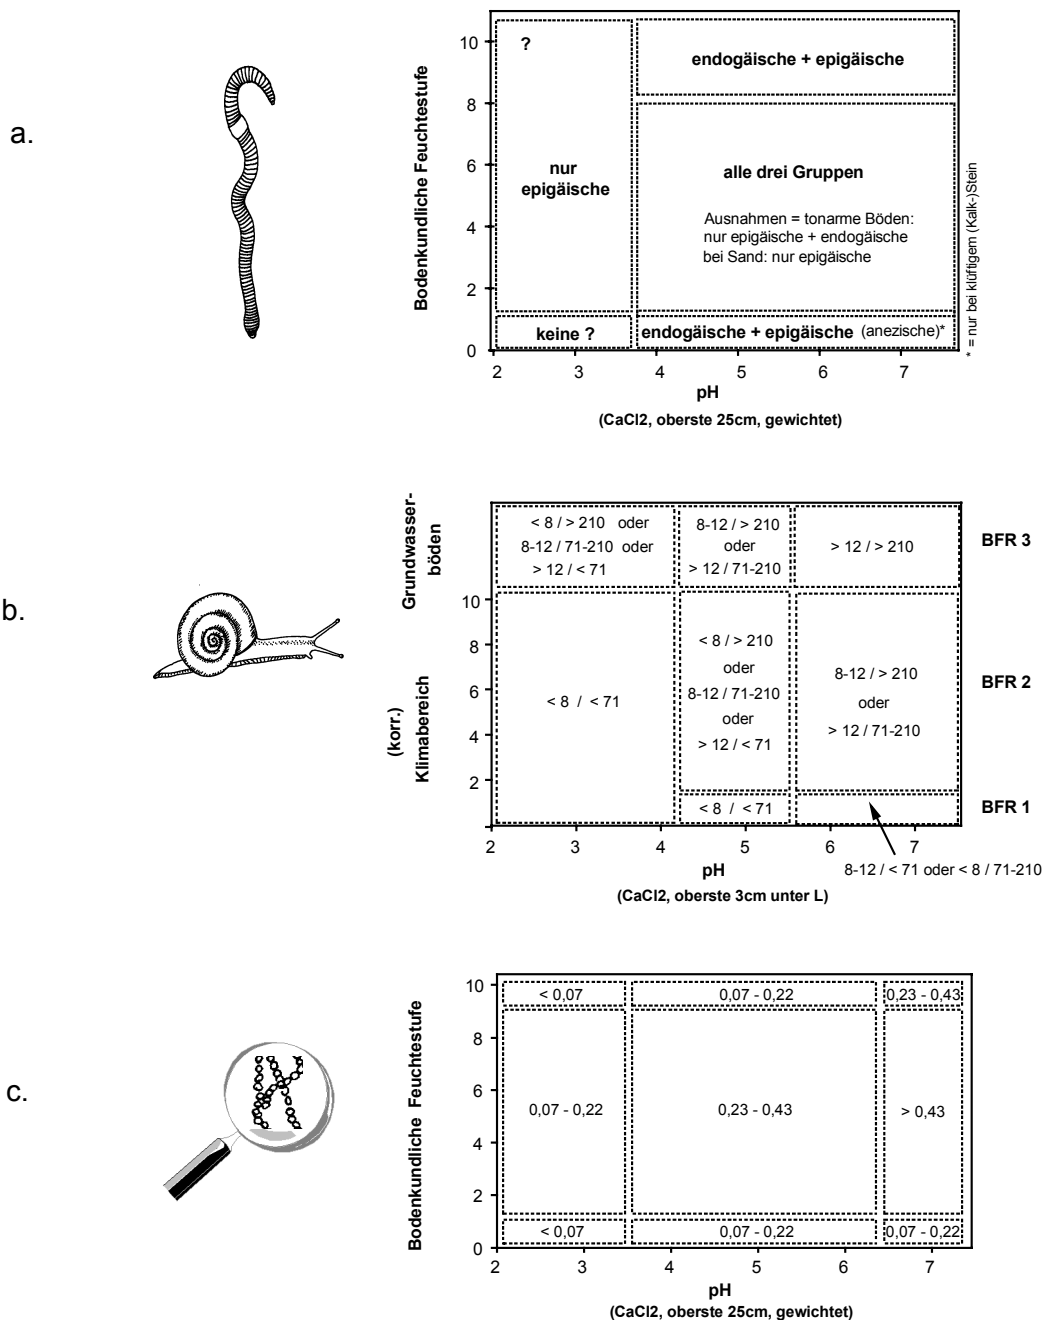 a.
Bodenkundliche Feuchtestufe
10
8
6
4
2
0
?
nur
epigäische
keine ?
endogäische + epigäische
alle drei Gruppen
Ausnahmen = tonarme Böden:
nur epigäische + endogäische
bei Sand: nur epigäische
endogäische + epigäische (anezische)*
* = nur bei klüftigem (Kalk-)Stein
2 3 4 5 6 7
pH
(CaCl2, oberste 25cm, gewichtet)
b.
Grundwasser-
böden
(korr.)
Klimabereich
10
8
6
4
2
< 8 / > 210 oder
8-12 / 71-210 oder
> 12 / < 71
8-12 / > 210
oder
> 12 / 71-210
> 12 / > 210
BFR 3
< 8 / < 71
< 8 / > 210
oder
8-12 / 71-210
oder
> 12 / < 71
8-12 / > 210
oder
> 12 / 71-210
BFR 2
< 8 / < 71
BFR 1
8-12 / < 71 oder < 8 / 71-210
2 3 4 5 6 7
pH
(CaCl2, oberste 3cm unter L)
c.
K
Bodenkundliche Feuchtestufe
10
8
6
4
2
0
< 0,07
0,07 - 0,22
0,23 - 0,43
0,07 - 0,22
0,23 - 0,43
> 0,43
< 0,07
0,07 - 0,22
0,07 - 0,22
2 3 4 5 6 7
pH
(CaCl2, oberste 25cm, gewichtet)